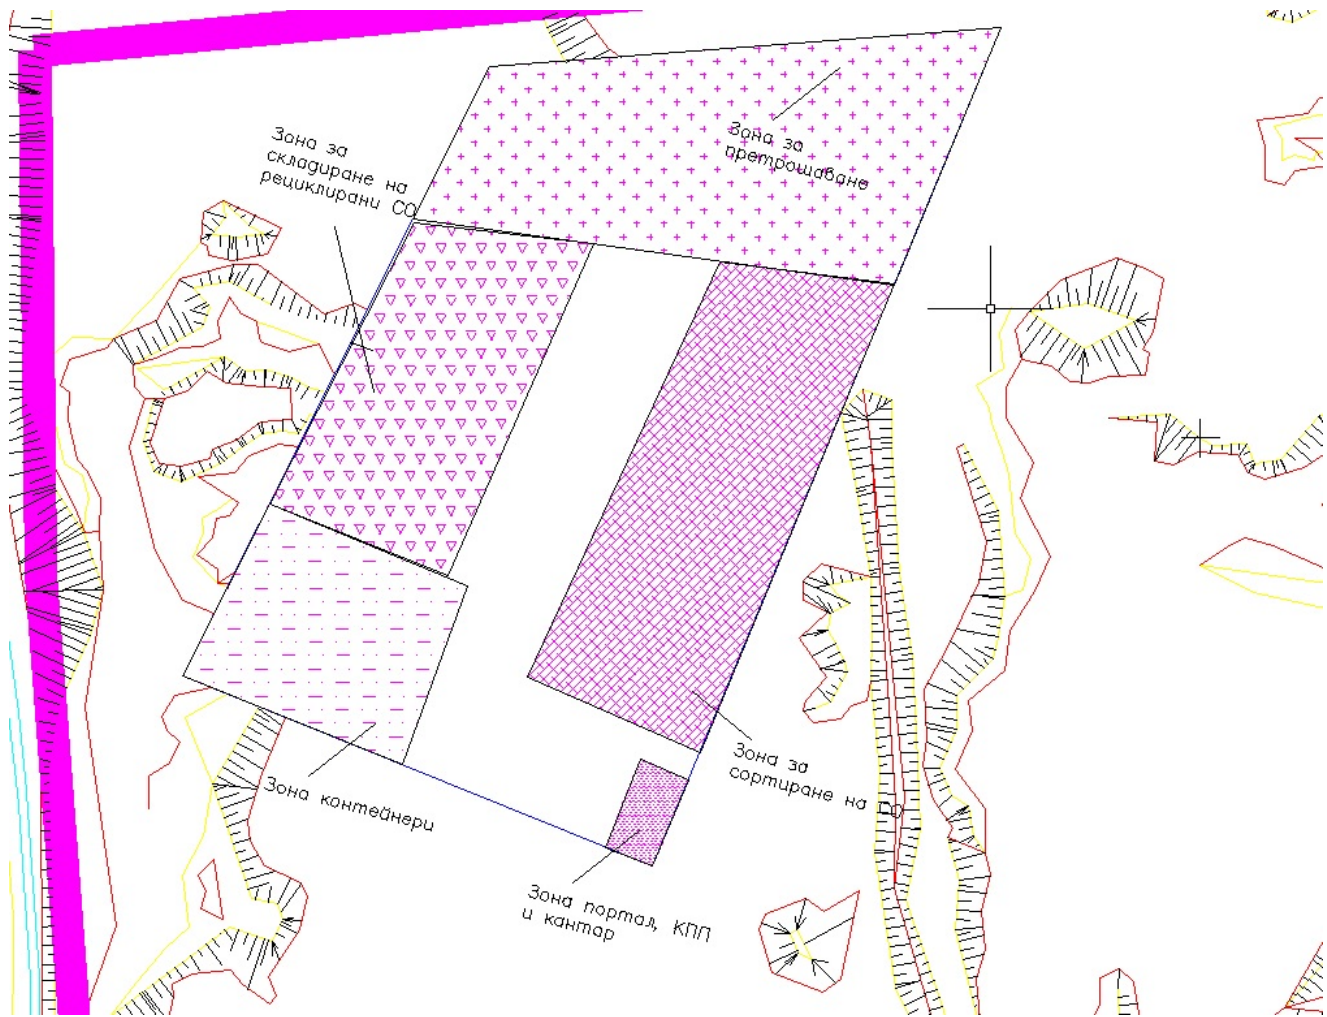 Зона за
складиране на
рециклирани СО
Зона за
претрошаване
Зона за
сортиране на СО
Зона контейнери
Зона портал, КПП
и кантар